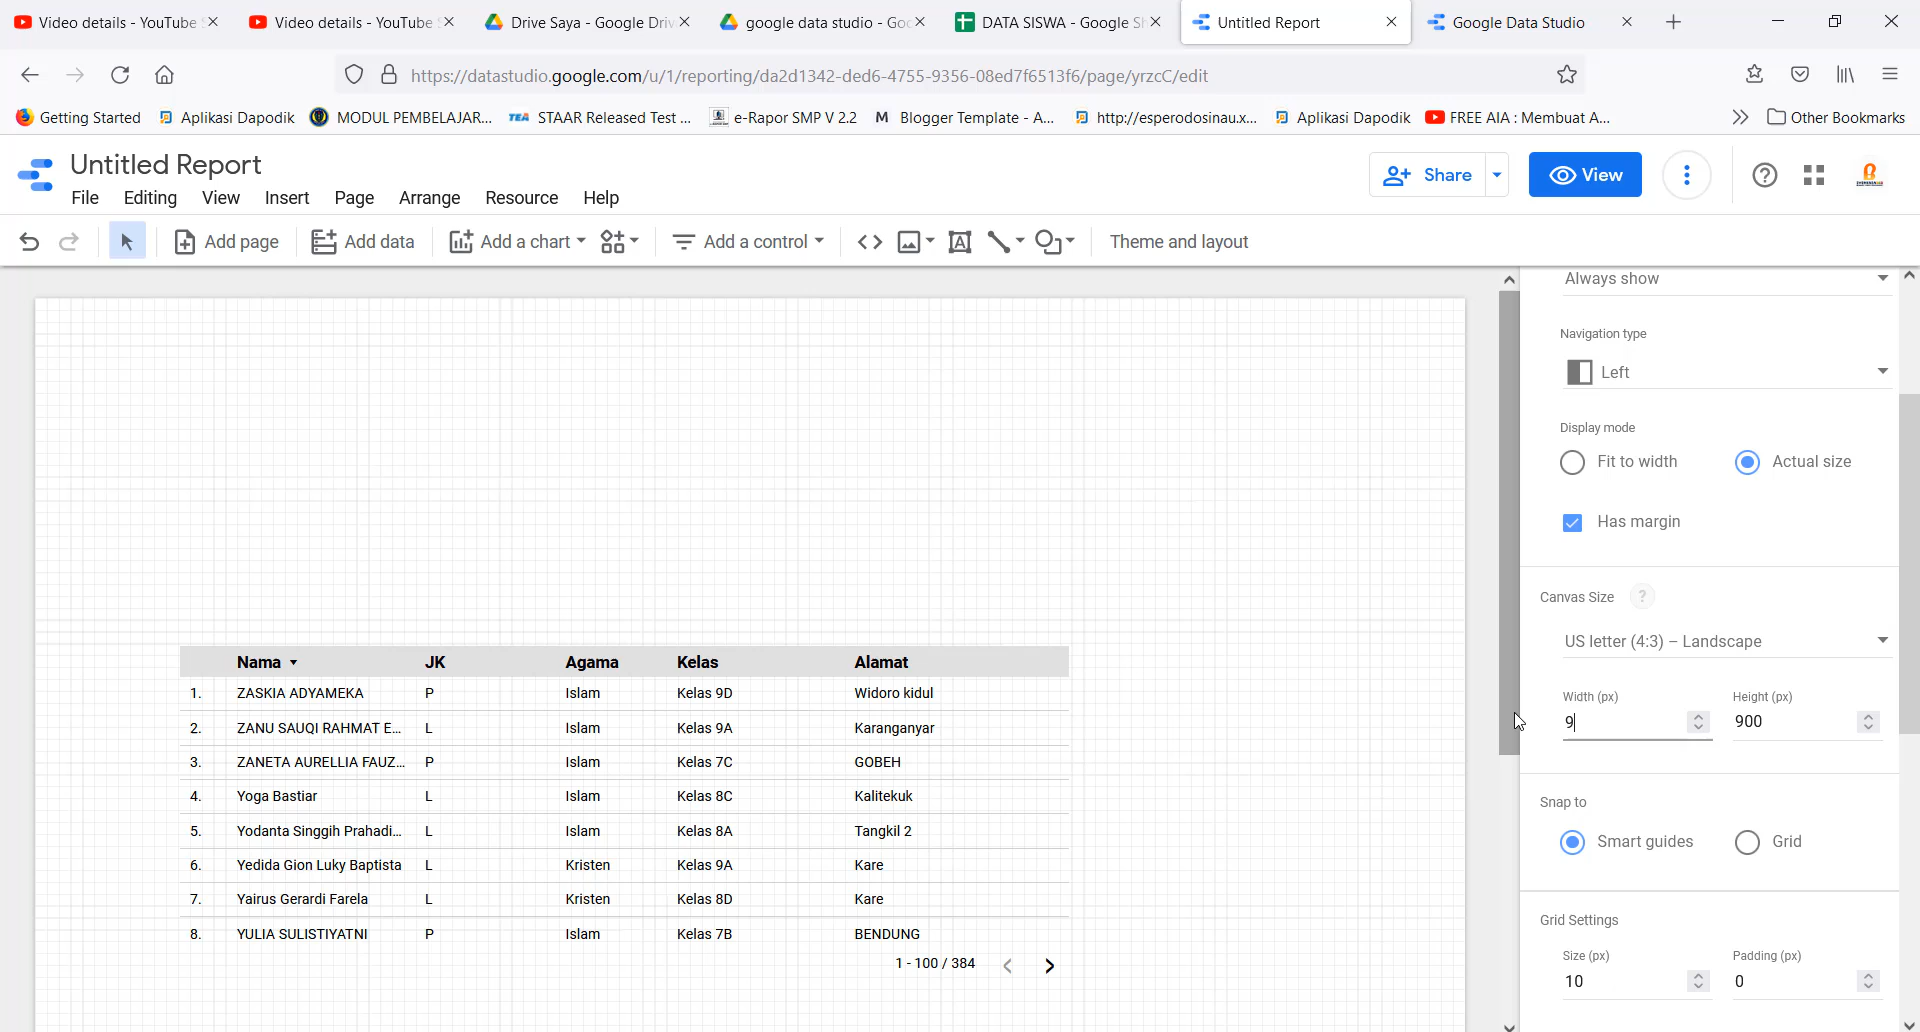 Video details - YouTube S
Video details - YouTube S
Drive Saya - Google Driv
google data studio - Goo
DATA SISWA - Google Sh
Untitled Report
Google Data Studio
https://datastudio.google.com/u/1/reporting/da2d1342-ded6-4755-9356-08ed7f6513f6/page/yrzcC/edit
Getting Started
Aplikasi Dapodik
MODUL PEMBELAJAR...
TEA STAAR Released Test ...
e-Rapor SMP V 2.2
M Blogger Template - A...
http://esperodosinau.x...
Aplikasi Dapodik
FREE AIA : Membuat A...
Other Bookmarks
Untitled Report
File Editing View Insert Page Arrange Resource Help
Share
View
Add page
Add data
Add a chart
Add a control
Theme and layout
Always show
Navigation type
Left
Display mode
Fit to width
Actual size
Has margin
Canvas Size ?
US letter (4:3) – Landscape
Width (px) Height (px)
9 900
Snap to
Smart guides
Grid
Grid Settings
Size (px) Padding (px)
10 0
Nama JK Agama Kelas Alamat
1. ZASKIA ADYAMEKA P Islam Kelas 9D Widoro kidul
2. ZANU SAUQI RAHMAT E... L Islam Kelas 9A Karanganyar
3. ZANETA AURELLIA FAUZ... P Islam Kelas 7C GOBEH
4. Yoga Bastiar L Islam Kelas 8C Kalitekuk
5. Yodanta Singgih Prahadi... L Islam Kelas 8A Tangkil 2
6. Yedida Gion Luky Baptista L Kristen Kelas 9A Kare
7. Yairus Gerardi Farela L Kristen Kelas 8D Kare
8. YULIA SULISTIYATNI P Islam Kelas 7B BENDUNG
1 - 100 / 384